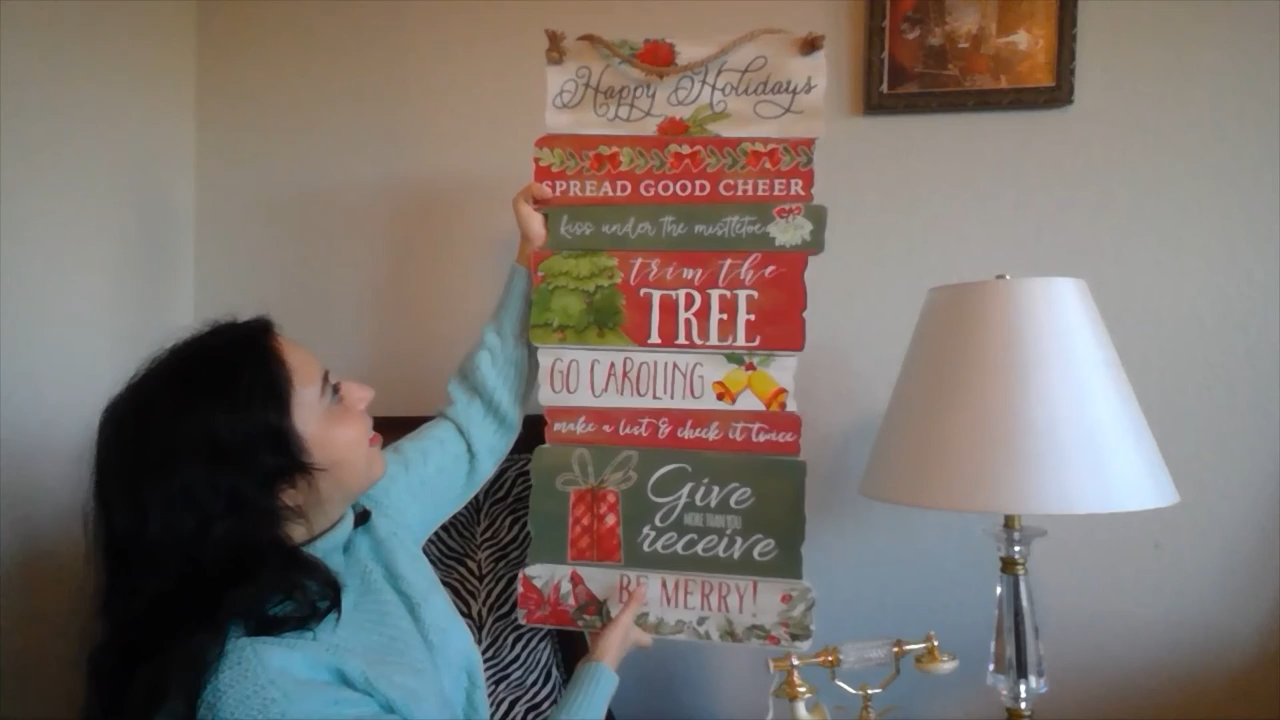 Happy Holidays
SPREAD GOOD CHEER
kiss under the mistletoe
trim the
TREE
GO CAROLING
make a list & check it twice
Give
MORE THAN YOU
receive
BE MERRY!